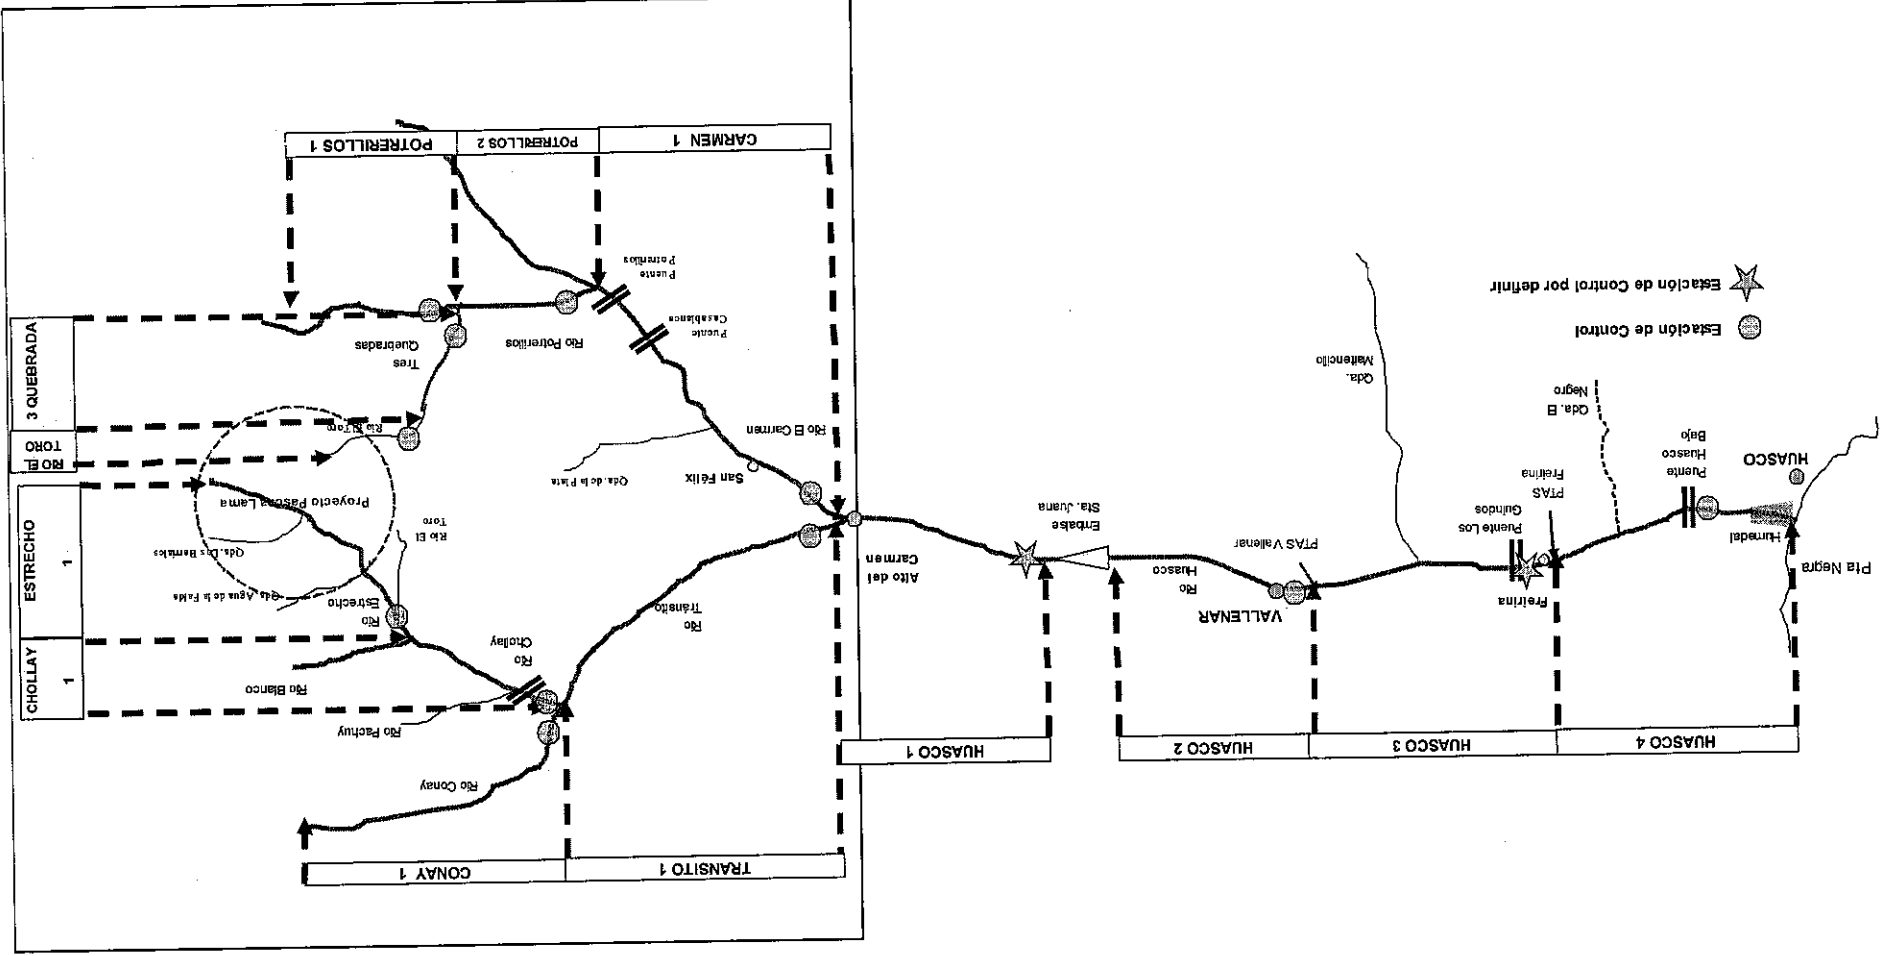 TRANSITO 1
CONAY 1
HUASCO 4
HUASCO 3
HUASCO 2
HUASCO 1
Río Conay
Río Pachuy
Río Blanco
CHOLLAY
1
ESTRECHO
1
RIO EL
TORO
3 QUEBRADA
Río
Chollay
Río
Tránsito
Río
Estrecho
Qda. Agua de la Falda
Qda. Los Barriales
Río El
Toro
Proyecto Pascua Lama
Río El Toro
Pta Negra
Humedal
HUASCO
Puente
Huasco
Bajo
Qda. El
Negro
Freirina
PTAS
Freirina
Puente Los
Guindos
Qda.
Maitencillo
VALLENAR
PTAS Vallenar
Río
Huasco
Embalse
Sta. Juana
Alto del
Carmen
San Félix
Qda. de la Plata
Río El Carmen
Tres
Quebradas
Río Potrerillos
Puente
Casablanca
Puente
Potrerillos
Estación de Control
Estación de Control por definir
CARMEN 1
POTRERILLOS 2
POTRERILLOS 1